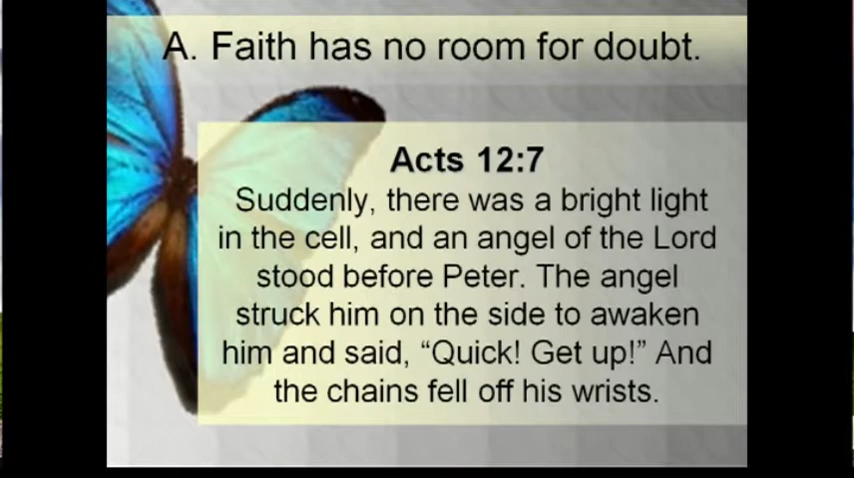 A. Faith has no room for doubt.
Acts 12:7
Suddenly, there was a bright light
in the cell, and an angel of the Lord
stood before Peter. The angel
struck him on the side to awaken
him and said, “Quick! Get up!” And
the chains fell off his wrists.